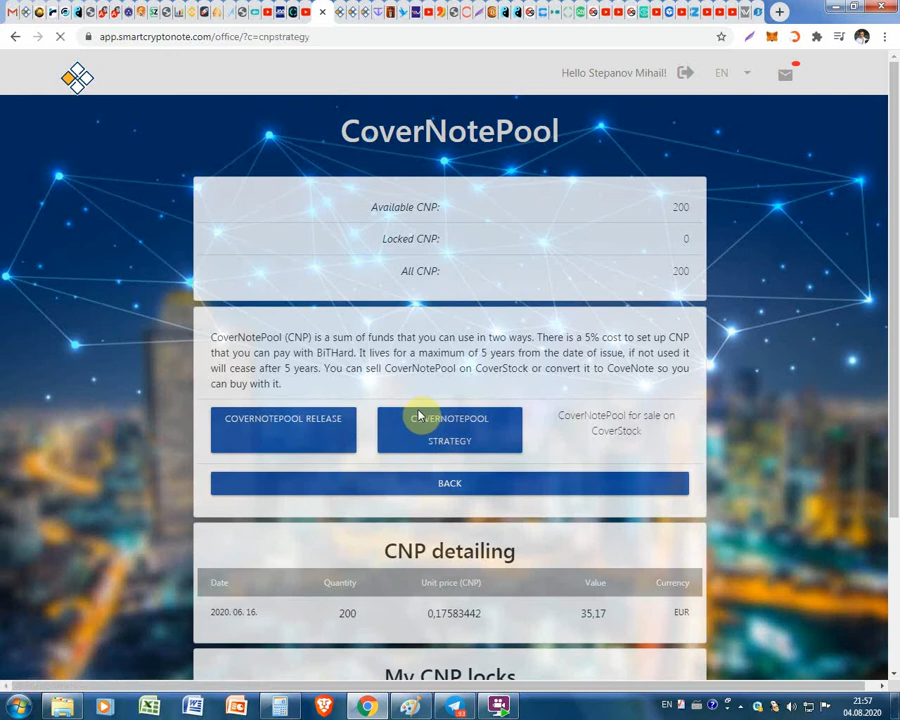 app.smartcryptonote.com/office/?c=cnpstrategy
Hello Stepanov Mihail!
EN
CoverNotePool
Available CNP: 200
Locked CNP: 0
All CNP: 200
CoverNotePool (CNP) is a sum of funds that you can use in two ways. There is a 5% cost to set up CNP
that you can pay with BiTHard. It lives for a maximum of 5 years from the date of issue, if not used it
will cease after 5 years. You can sell CoverNotePool on CoverStock or convert it to CoveNote so you
can buy with it.
COVERNOTEPOOL RELEASE
COVERNOTEPOOL
STRATEGY
CoverNotePool for sale on
CoverStock
BACK
CNP detailing
Date Quantity Unit price (CNP) Value Currency
2020. 06. 16. 200 0,17583442 35,17 EUR
My CNP locks
EN
21:57
04.08.2020